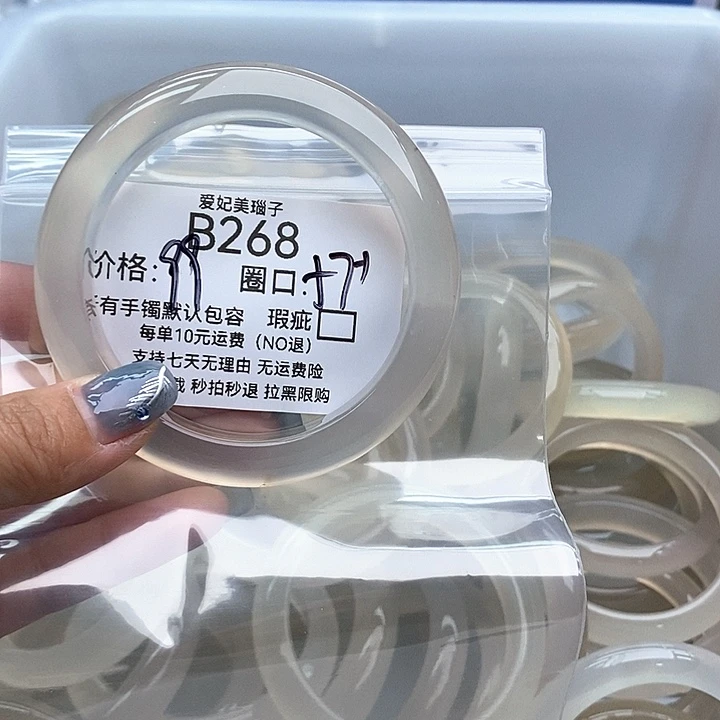 爱妃美瑙子
B268
价格：99 圈口：57
有手镯默认包容 瑕疵
每单10元运费（NO退）
支持七天无理由 无运费险
秒拍秒退 拉黑限购